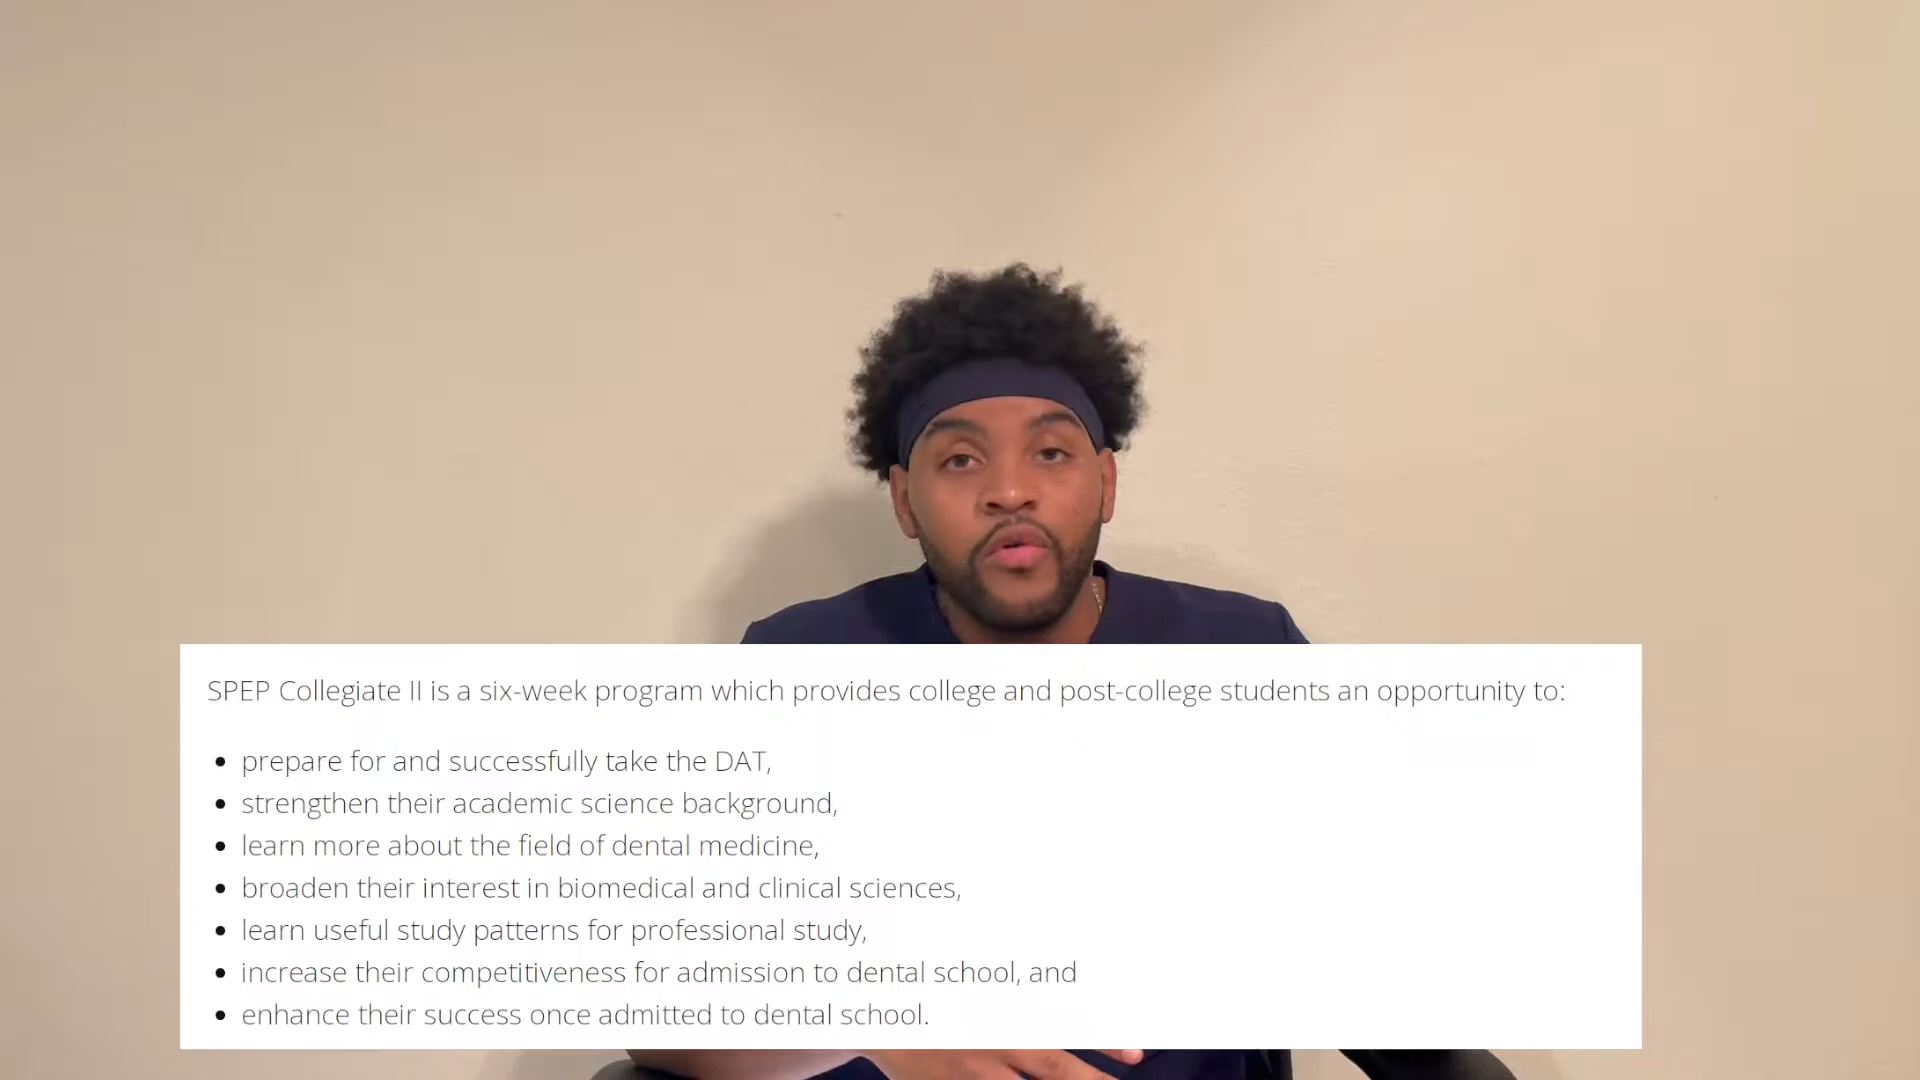 SPEP Collegiate II is a six-week program which provides college and post-college students an opportunity to:
• prepare for and successfully take the DAT,
• strengthen their academic science background,
• learn more about the field of dental medicine,
• broaden their interest in biomedical and clinical sciences,
• learn useful study patterns for professional study,
• increase their competitiveness for admission to dental school, and
• enhance their success once admitted to dental school.